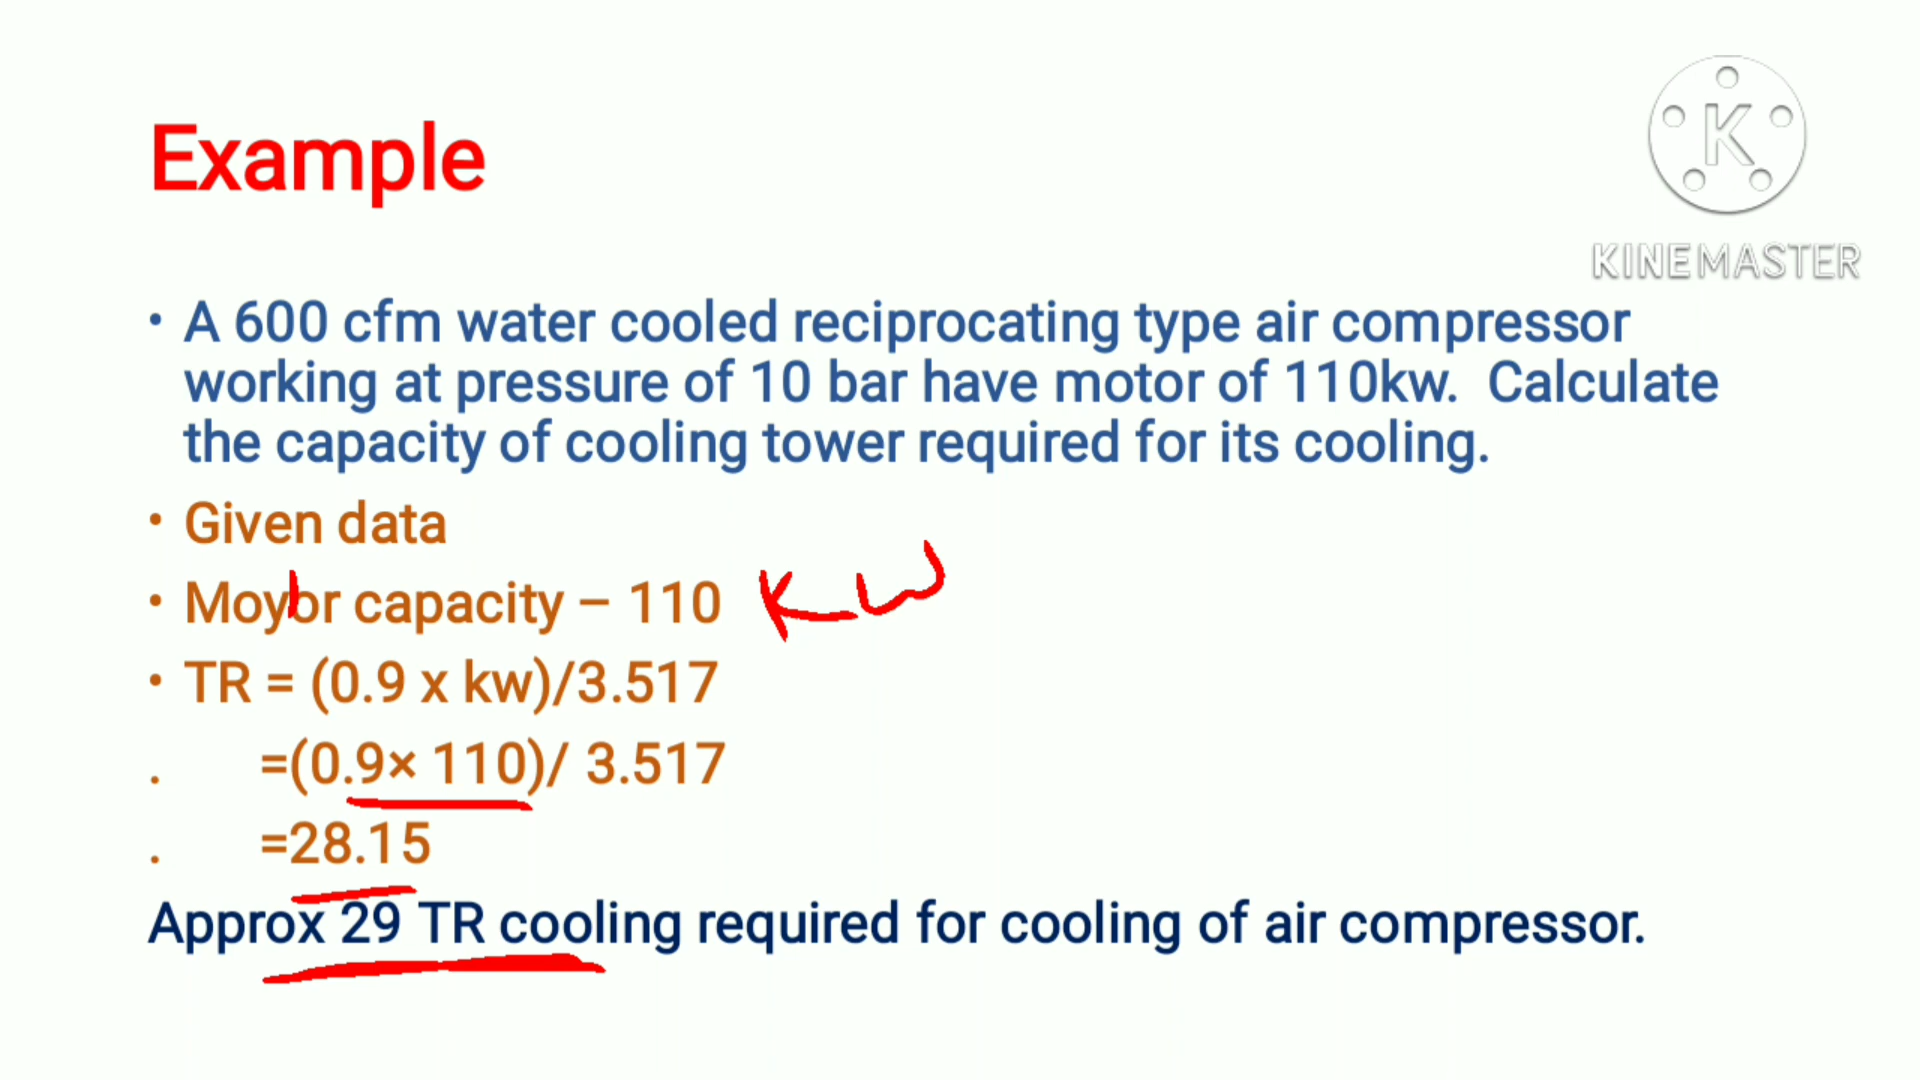 K
KINEMASTER
Example
• A 600 cfm water cooled reciprocating type air compressor
working at pressure of 10 bar have motor of 110kw. Calculate
the capacity of cooling tower required for its cooling.
• Given data
• Moyor capacity – 110 KW
• TR = (0.9 x kw)/3.517
. =(0.9× 110)/ 3.517
. =28.15
Approx 29 TR cooling required for cooling of air compressor.